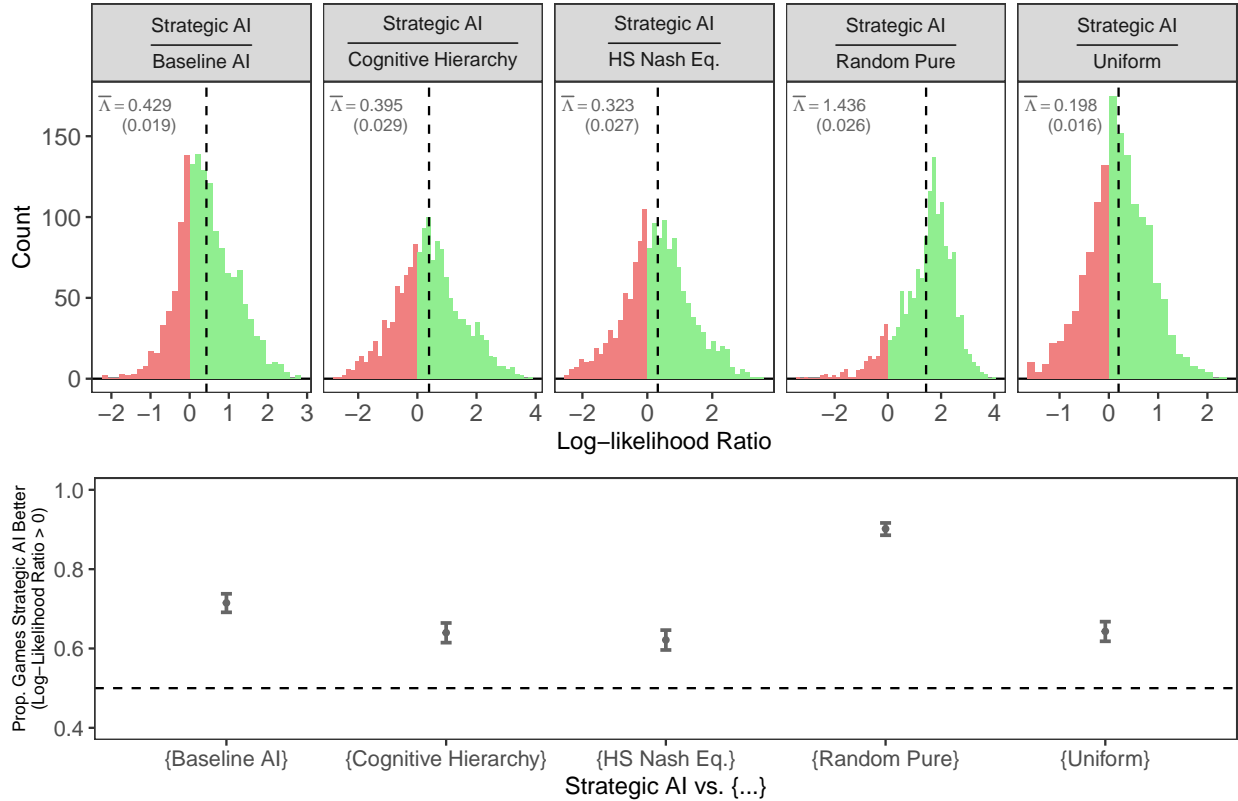 Strategic AI
Baseline AI
Strategic AI
Cognitive Hierarchy
Strategic AI
HS Nash Eq.
Strategic AI
Random Pure
Strategic AI
Uniform
Λ̅ = 0.429
(0.019)
Λ̅ = 0.395
(0.029)
Λ̅ = 0.323
(0.027)
Λ̅ = 1.436
(0.026)
Λ̅ = 0.198
(0.016)
Count
150
100
50
0
−2 −1 0 1 2 3
−2 0 2 4
−2 0 2
−2 0 2 4
−1 0 1 2
Log−likelihood Ratio
Prop. Games Strategic AI Better
(Log−Likelihood Ratio > 0)
1.0
0.8
0.6
0.4
{Baseline AI} {Cognitive Hierarchy} {HS Nash Eq.} {Random Pure} {Uniform}
Strategic AI vs. {...}